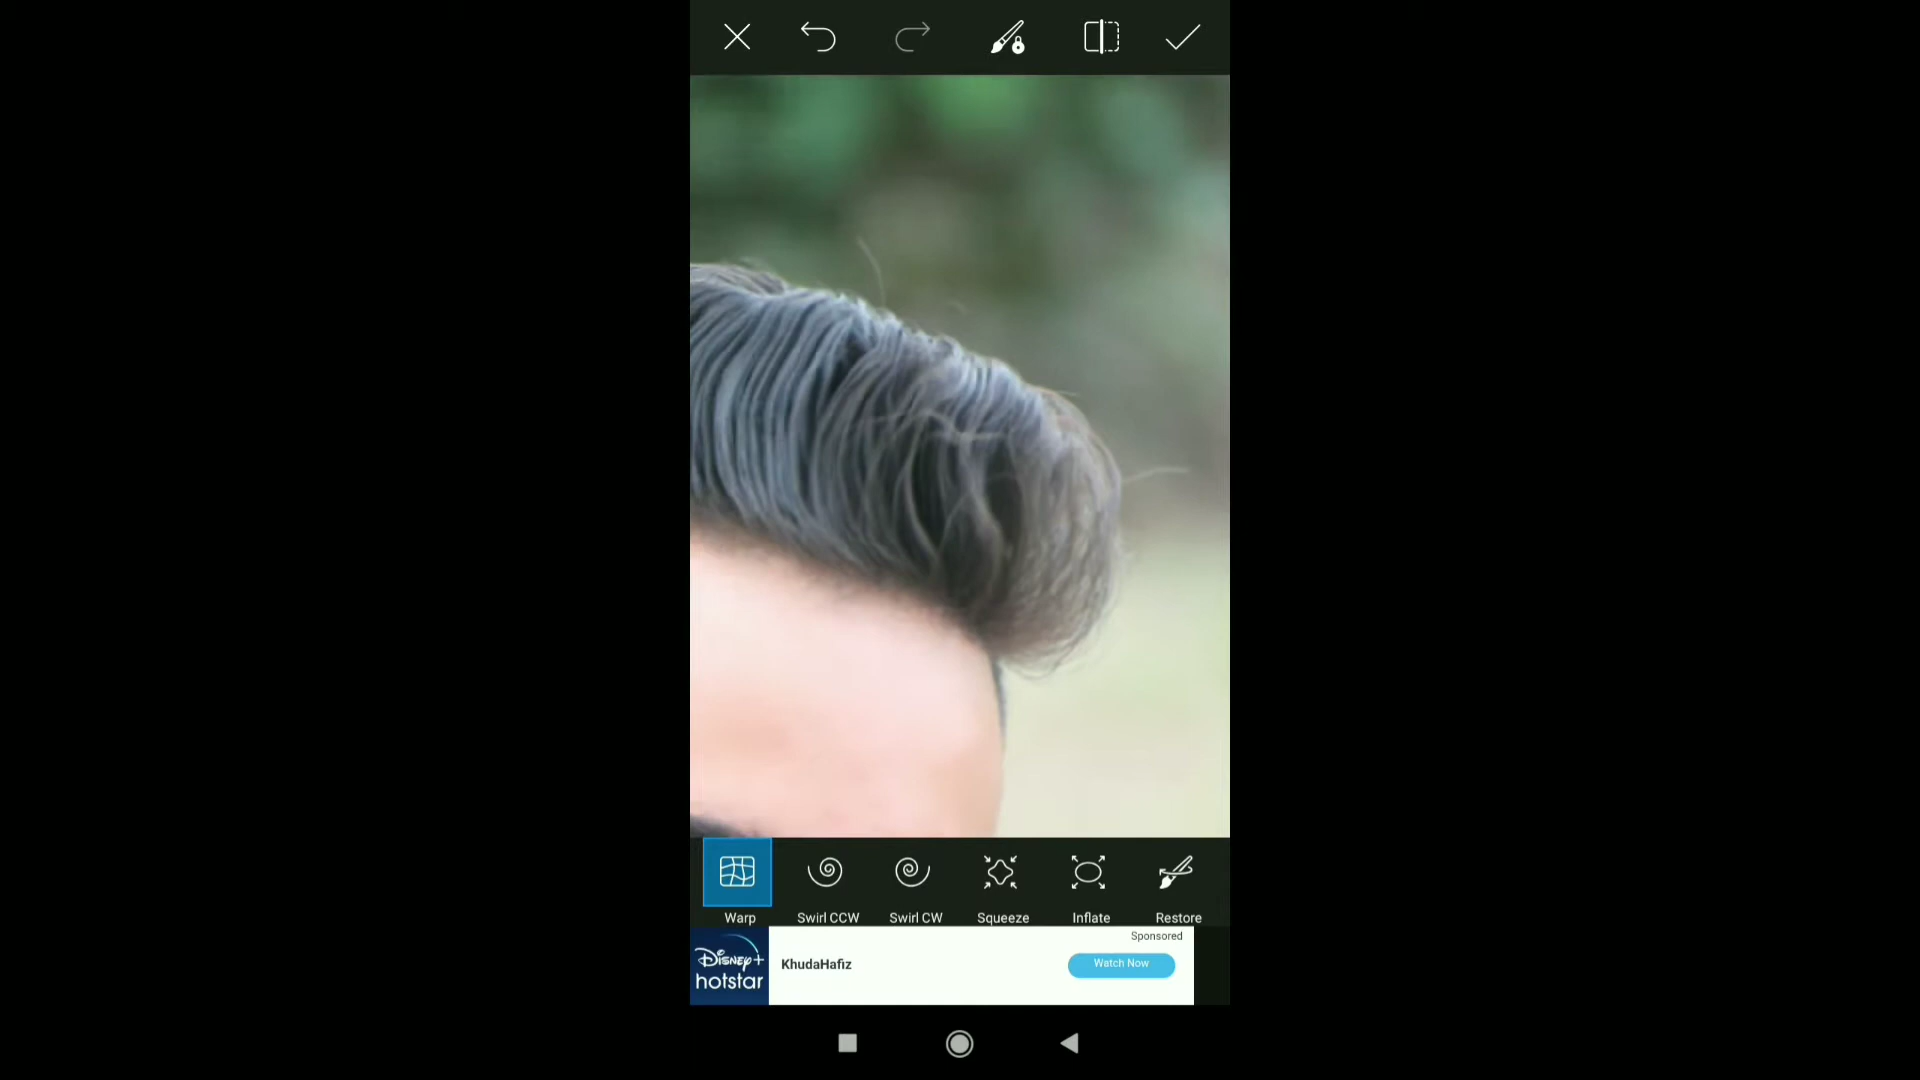 Warp
Swirl CCW
Swirl CW
Squeeze
Inflate
Restore
Sponsored
Disney+
hotstar
KhudaHafiz
Watch Now